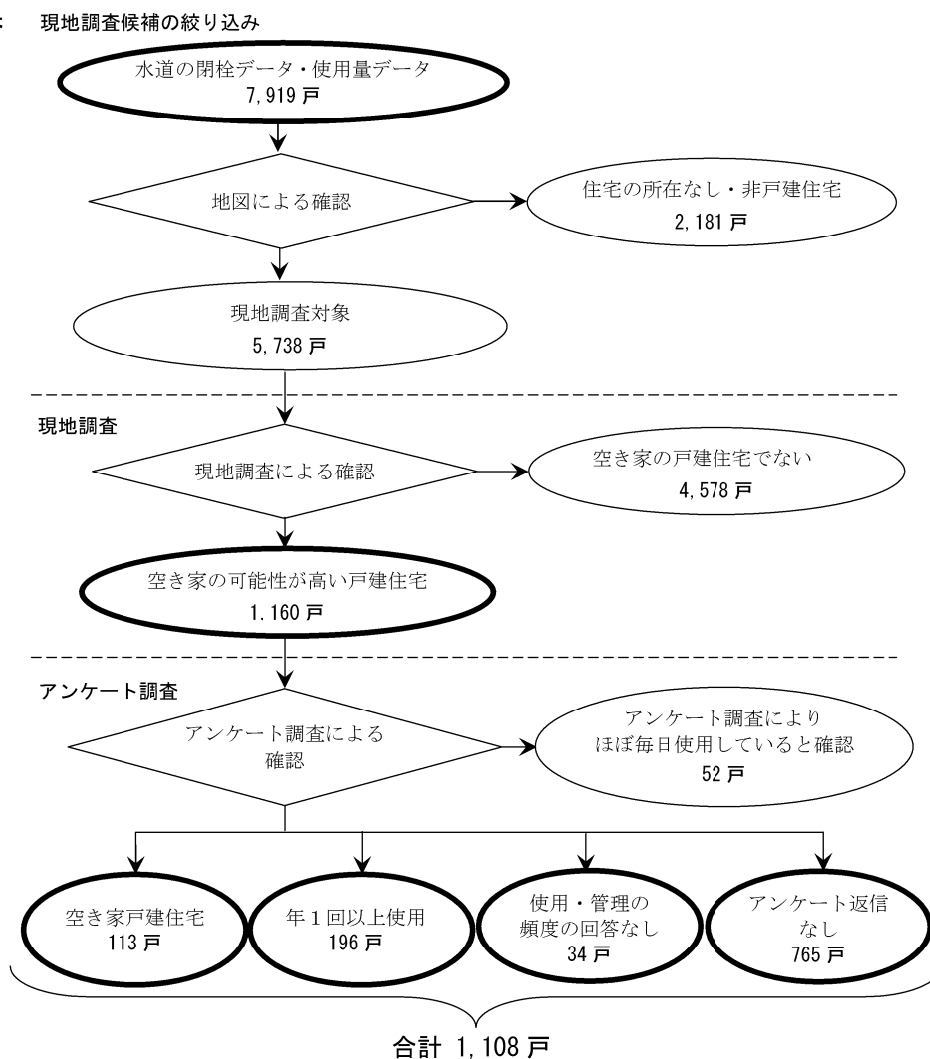 : 現地調査候補の絞り込み
水道の閉栓データ・使用量データ
7,919 戸
地図による確認
住宅の所在なし・非戸建住宅
2,181 戸
現地調査対象
5,738 戸
現地調査
現地調査による確認
空き家の戸建住宅でない
4,578 戸
空き家の可能性が高い戸建住宅
1.160 戸
アンケート調査
アンケート調査による
確認
アンケート調査により
ほぼ毎日使用していると確認
52 戸
空き家戸建住宅
113 戸
年1回以上使用
196 戸
使用・管理の
頻度の回答なし
34 戸
アンケート返信
なし
765 戸
合計 1,108 戸